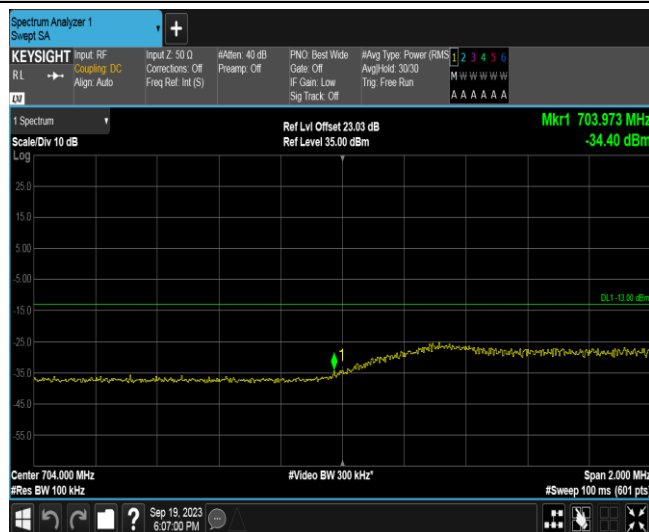 Spectrum Analyzer 1
Swept SA
+
KEYSIGHT
RL
Input: RF
Coupling: DC
Align: Auto
Input Z: 50 Ω
Corrections: Off
Freq Ref: Int (S)
#Atten: 40 dB
Preamp: Off
PNO: Best Wide
Gate: Off
IF Gain: Low
Sig Track: Off
#Avg Type: Power (RMS
Avg|Hold: 30/30
Trig: Free Run
1 2 3 4 5 6
M W W W W W
A A A A A A
LXI
1 Spectrum
Scale/Div 10 dB
Log
Ref Lvl Offset 23.03 dB
Ref Level 35.00 dBm
Mkr1 703.973 MHz
-34.40 dBm
25.0
15.0
5.00
-5.00
DL1 -13.00 dBm
-15.0
-25.0
1
-35.0
-45.0
-55.0
Center 704.000 MHz
#Res BW 100 kHz
#Video BW 300 kHz*
Span 2.000 MHz
#Sweep 100 ms (601 pts)
?
Sep 19, 2023
6:07:00 PM